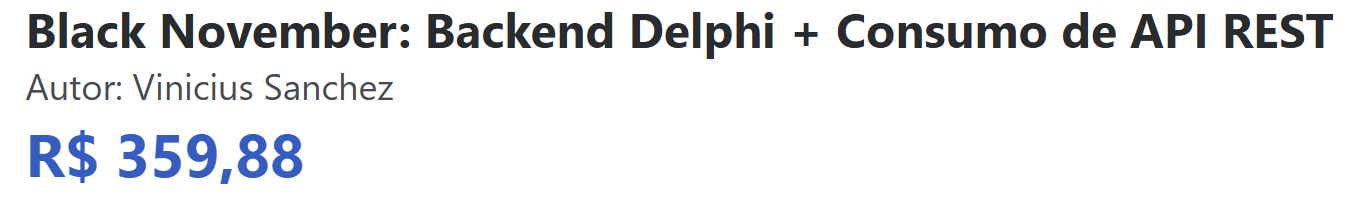 Black November: Backend Delphi + Consumo de API REST
Autor: Vinicius Sanchez
R$ 359,88